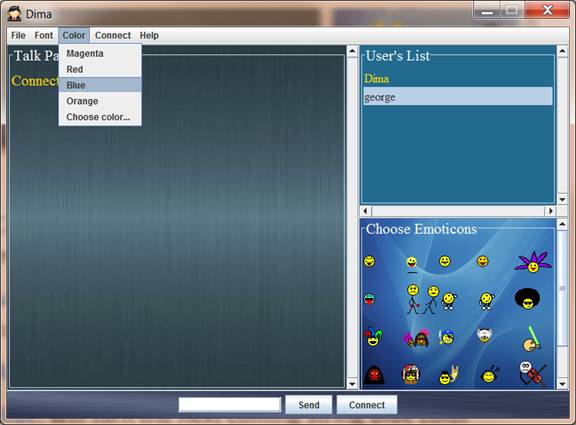 Dima
File Font Color Connect Help
Talk Pa
Connect
Magenta
Red
Blue
Orange
Choose color...
User's List
Dima
george
Choose Emoticons
Send Connect